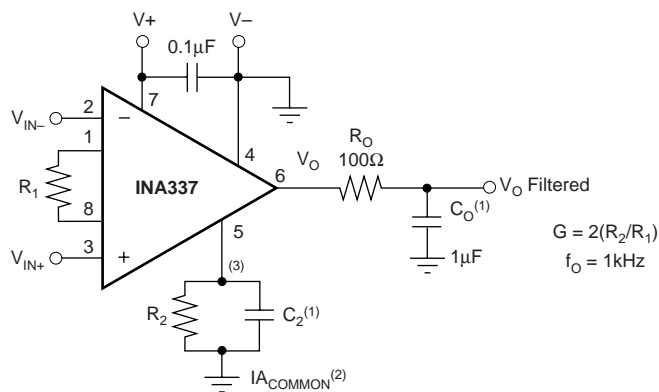 V+
V–
0.1µF
7
V_IN– 2 –
1
R_1
INA337
8
V_IN+ 3 +
4
6
5
(3)
V_O
R_O
100Ω
V_O Filtered
C_O^(1)
1µF
G = 2(R_2/R_1)
f_O = 1kHz
R_2
C_2^(1)
IA_COMMON^(2)